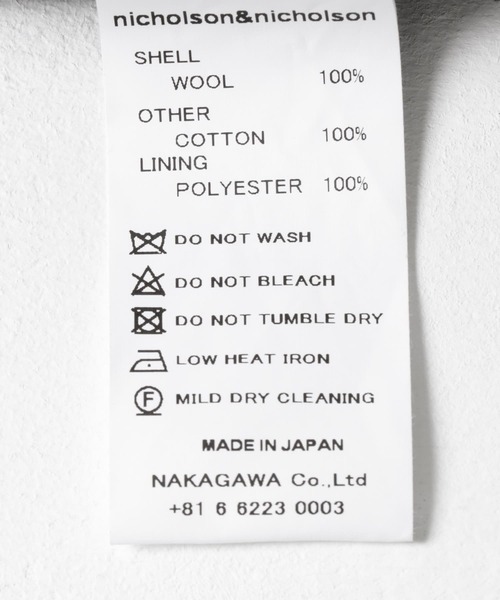 nicholson&nicholson
SHELL
WOOL 100%
OTHER
COTTON 100%
LINING
POLYESTER 100%
DO NOT WASH
DO NOT BLEACH
DO NOT TUMBLE DRY
LOW HEAT IRON
F MILD DRY CLEANING
MADE IN JAPAN
NAKAGAWA Co.,Ltd
+81 6 6223 0003